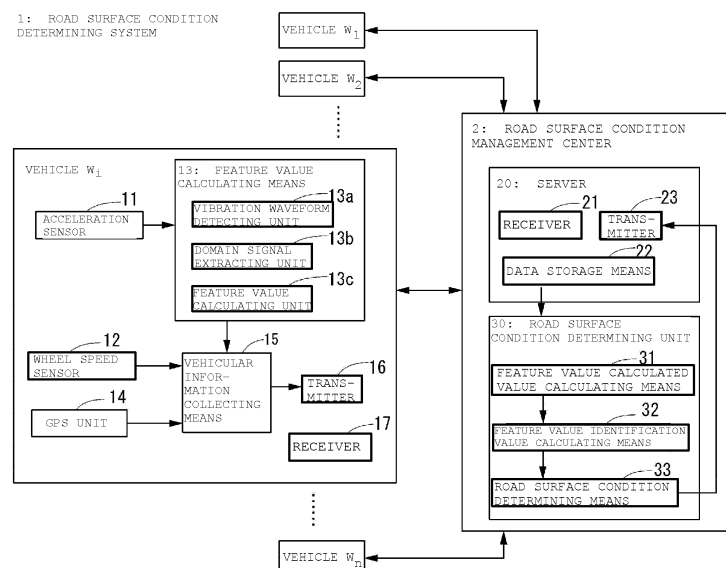 1: ROAD SURFACE CONDITION
DETERMINING SYSTEM
VEHICLE W1
VEHICLE W2
VEHICLE Wi
11
ACCELERATION
SENSOR
13: FEATURE VALUE
CALCULATING MEANS
13a
VIBRATION WAVEFORM
DETECTING UNIT
13b
DOMAIN SIGNAL
EXTRACTING UNIT
13c
FEATURE VALUE
CALCULATING UNIT
12
WHEEL SPEED
SENSOR
14
GPS UNIT
15
VEHICULAR
INFOR-
MATION
COLLECTING
MEANS
16
TRANS-
MITTER
17
RECEIVER
2: ROAD SURFACE CONDITION
MANAGEMENT CENTER
20: SERVER
21
RECEIVER
23
TRANS-
MITTER
22
DATA STORAGE MEANS
30: ROAD SURFACE
CONDITION DETERMINING UNIT
31
FEATURE VALUE CALCULATED
VALUE CALCULATING MEANS
32
FEATURE VALUE IDENTIFICATION
VALUE CALCULATING MEANS
33
ROAD SURFACE CONDITION
DETERMINING MEANS
VEHICLE Wn